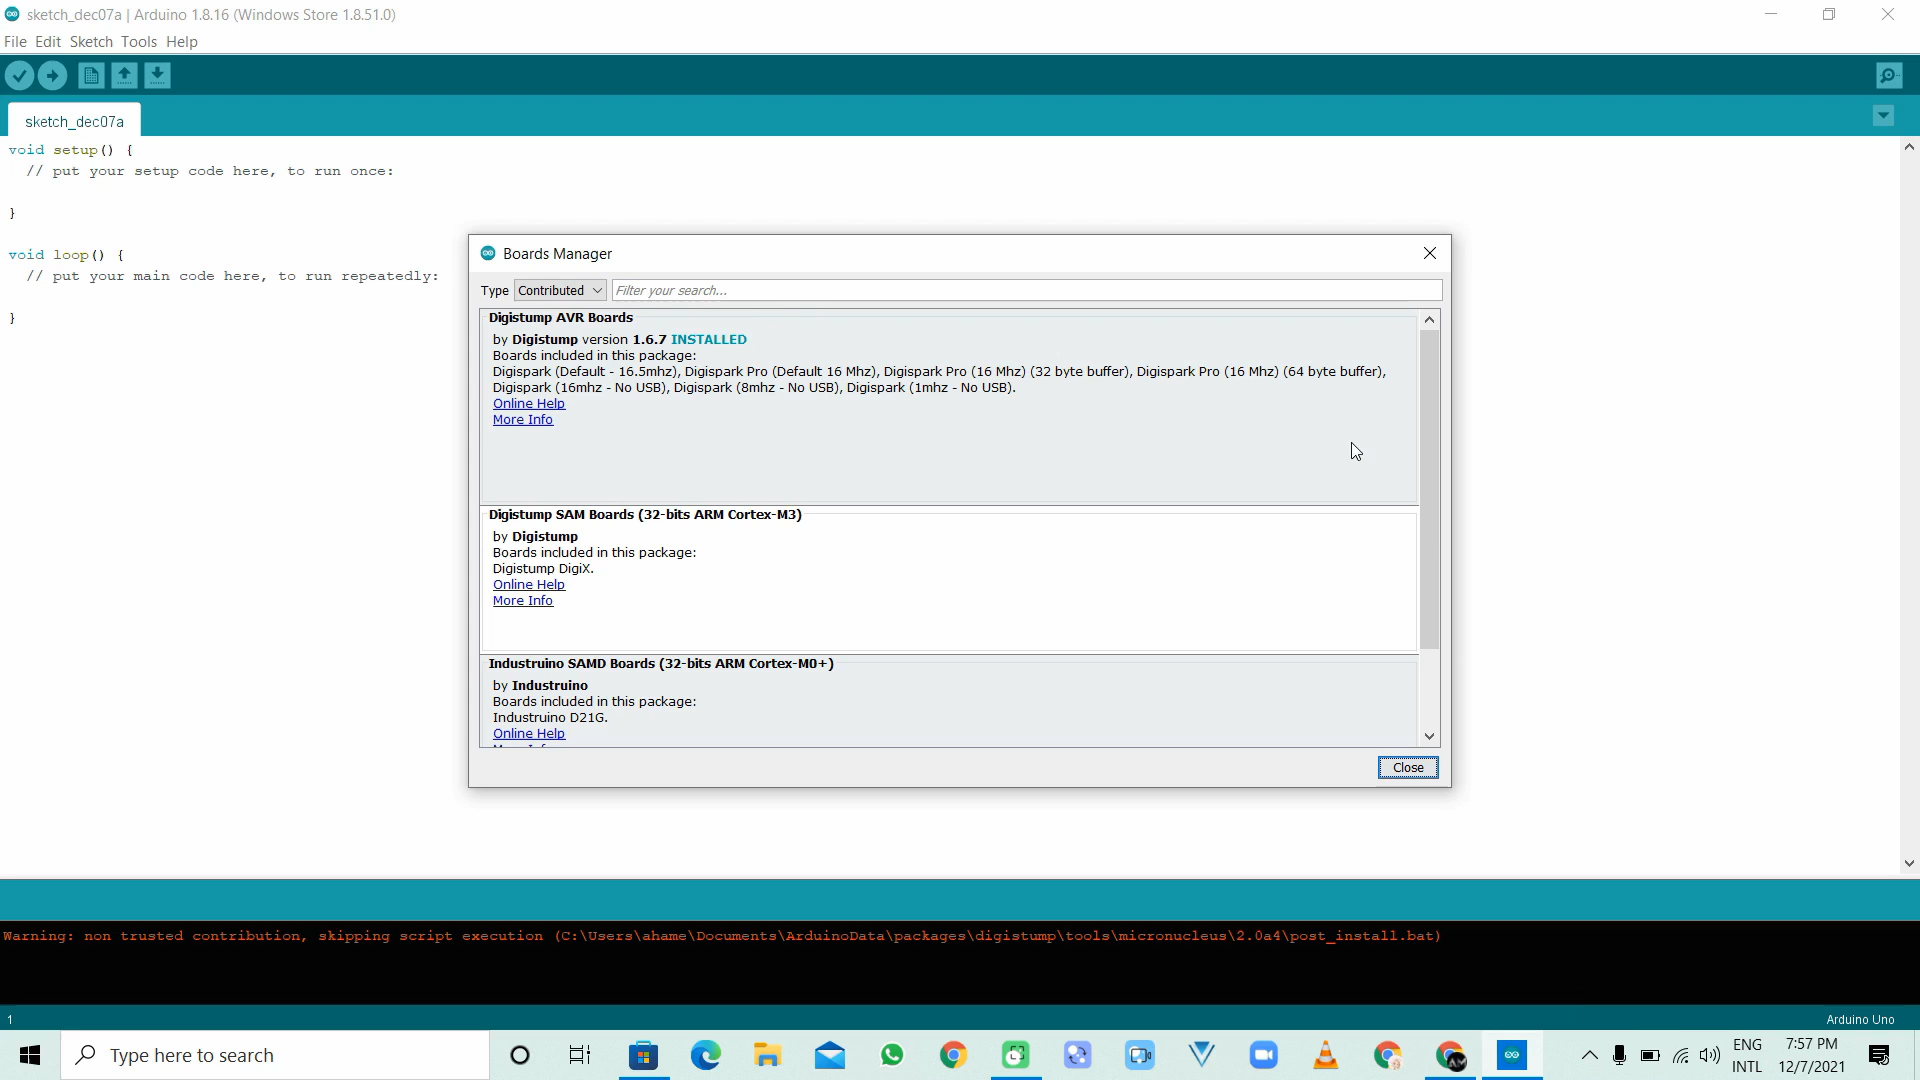 sketch_dec07a | Arduino 1.8.16 (Windows Store 1.8.51.0)
File Edit Sketch Tools Help
sketch_dec07a
void setup() {
// put your setup code here, to run once:
}
void loop() {
// put your main code here, to run repeatedly:
}
Boards Manager
Type Contributed Filter your search...
Digistump AVR Boards
by Digistump version 1.6.7 INSTALLED
Boards included in this package:
Digispark (Default - 16.5mhz), Digispark Pro (Default 16 Mhz), Digispark Pro (16 Mhz) (32 byte buffer), Digispark Pro (16 Mhz) (64 byte buffer),
Digispark (16mhz - No USB), Digispark (8mhz - No USB), Digispark (1mhz - No USB).
Online Help
More Info
Digistump SAM Boards (32-bits ARM Cortex-M3)
by Digistump
Boards included in this package:
Digistump DigiX.
Online Help
More Info
Industruino SAMD Boards (32-bits ARM Cortex-M0+)
by Industruino
Boards included in this package:
Industruino D21G.
Online Help
Close
Warning: non trusted contribution, skipping script execution (C:\Users\ahame\Documents\ArduinoData\packages\digistump\tools\micronucleus\2.0a4\post_install.bat)
1
Arduino Uno
Type here to search
ENG
INTL
7:57 PM
12/7/2021